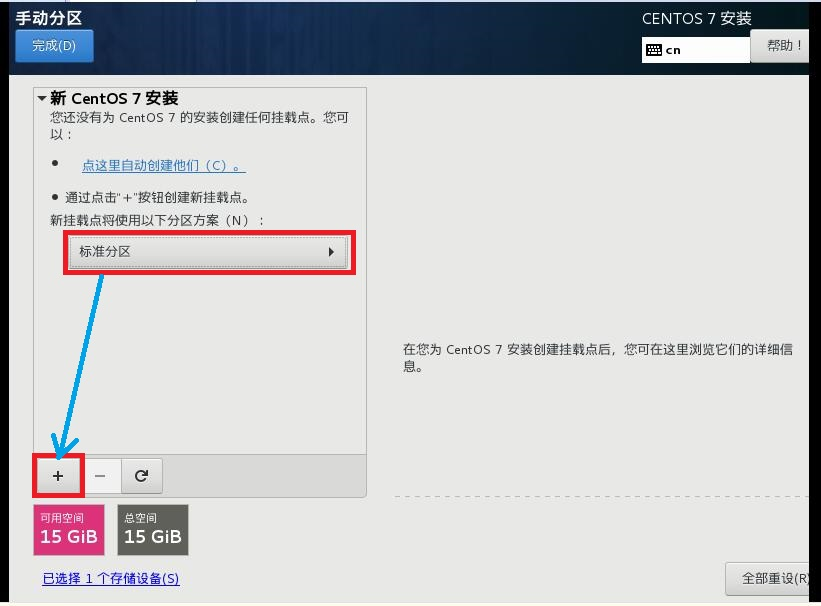 手动分区
CENTOS 7 安装
完成(D)
cn
帮助！
新 CentOS 7 安装
您还没有为 CentOS 7 的安装创建任何挂载点。您可
以：
点这里自动创建他们（C）。
通过点击“+”按钮创建新挂载点。
新挂载点将使用以下分区方案（N）：
标准分区
在您为 CentOS 7 安装创建挂载点后，您可在这里浏览它们的详细信
息。
+ −
可用空间
15 GiB
总空间
15 GiB
已选择 1 个存储设备(S)
全部重设(R)